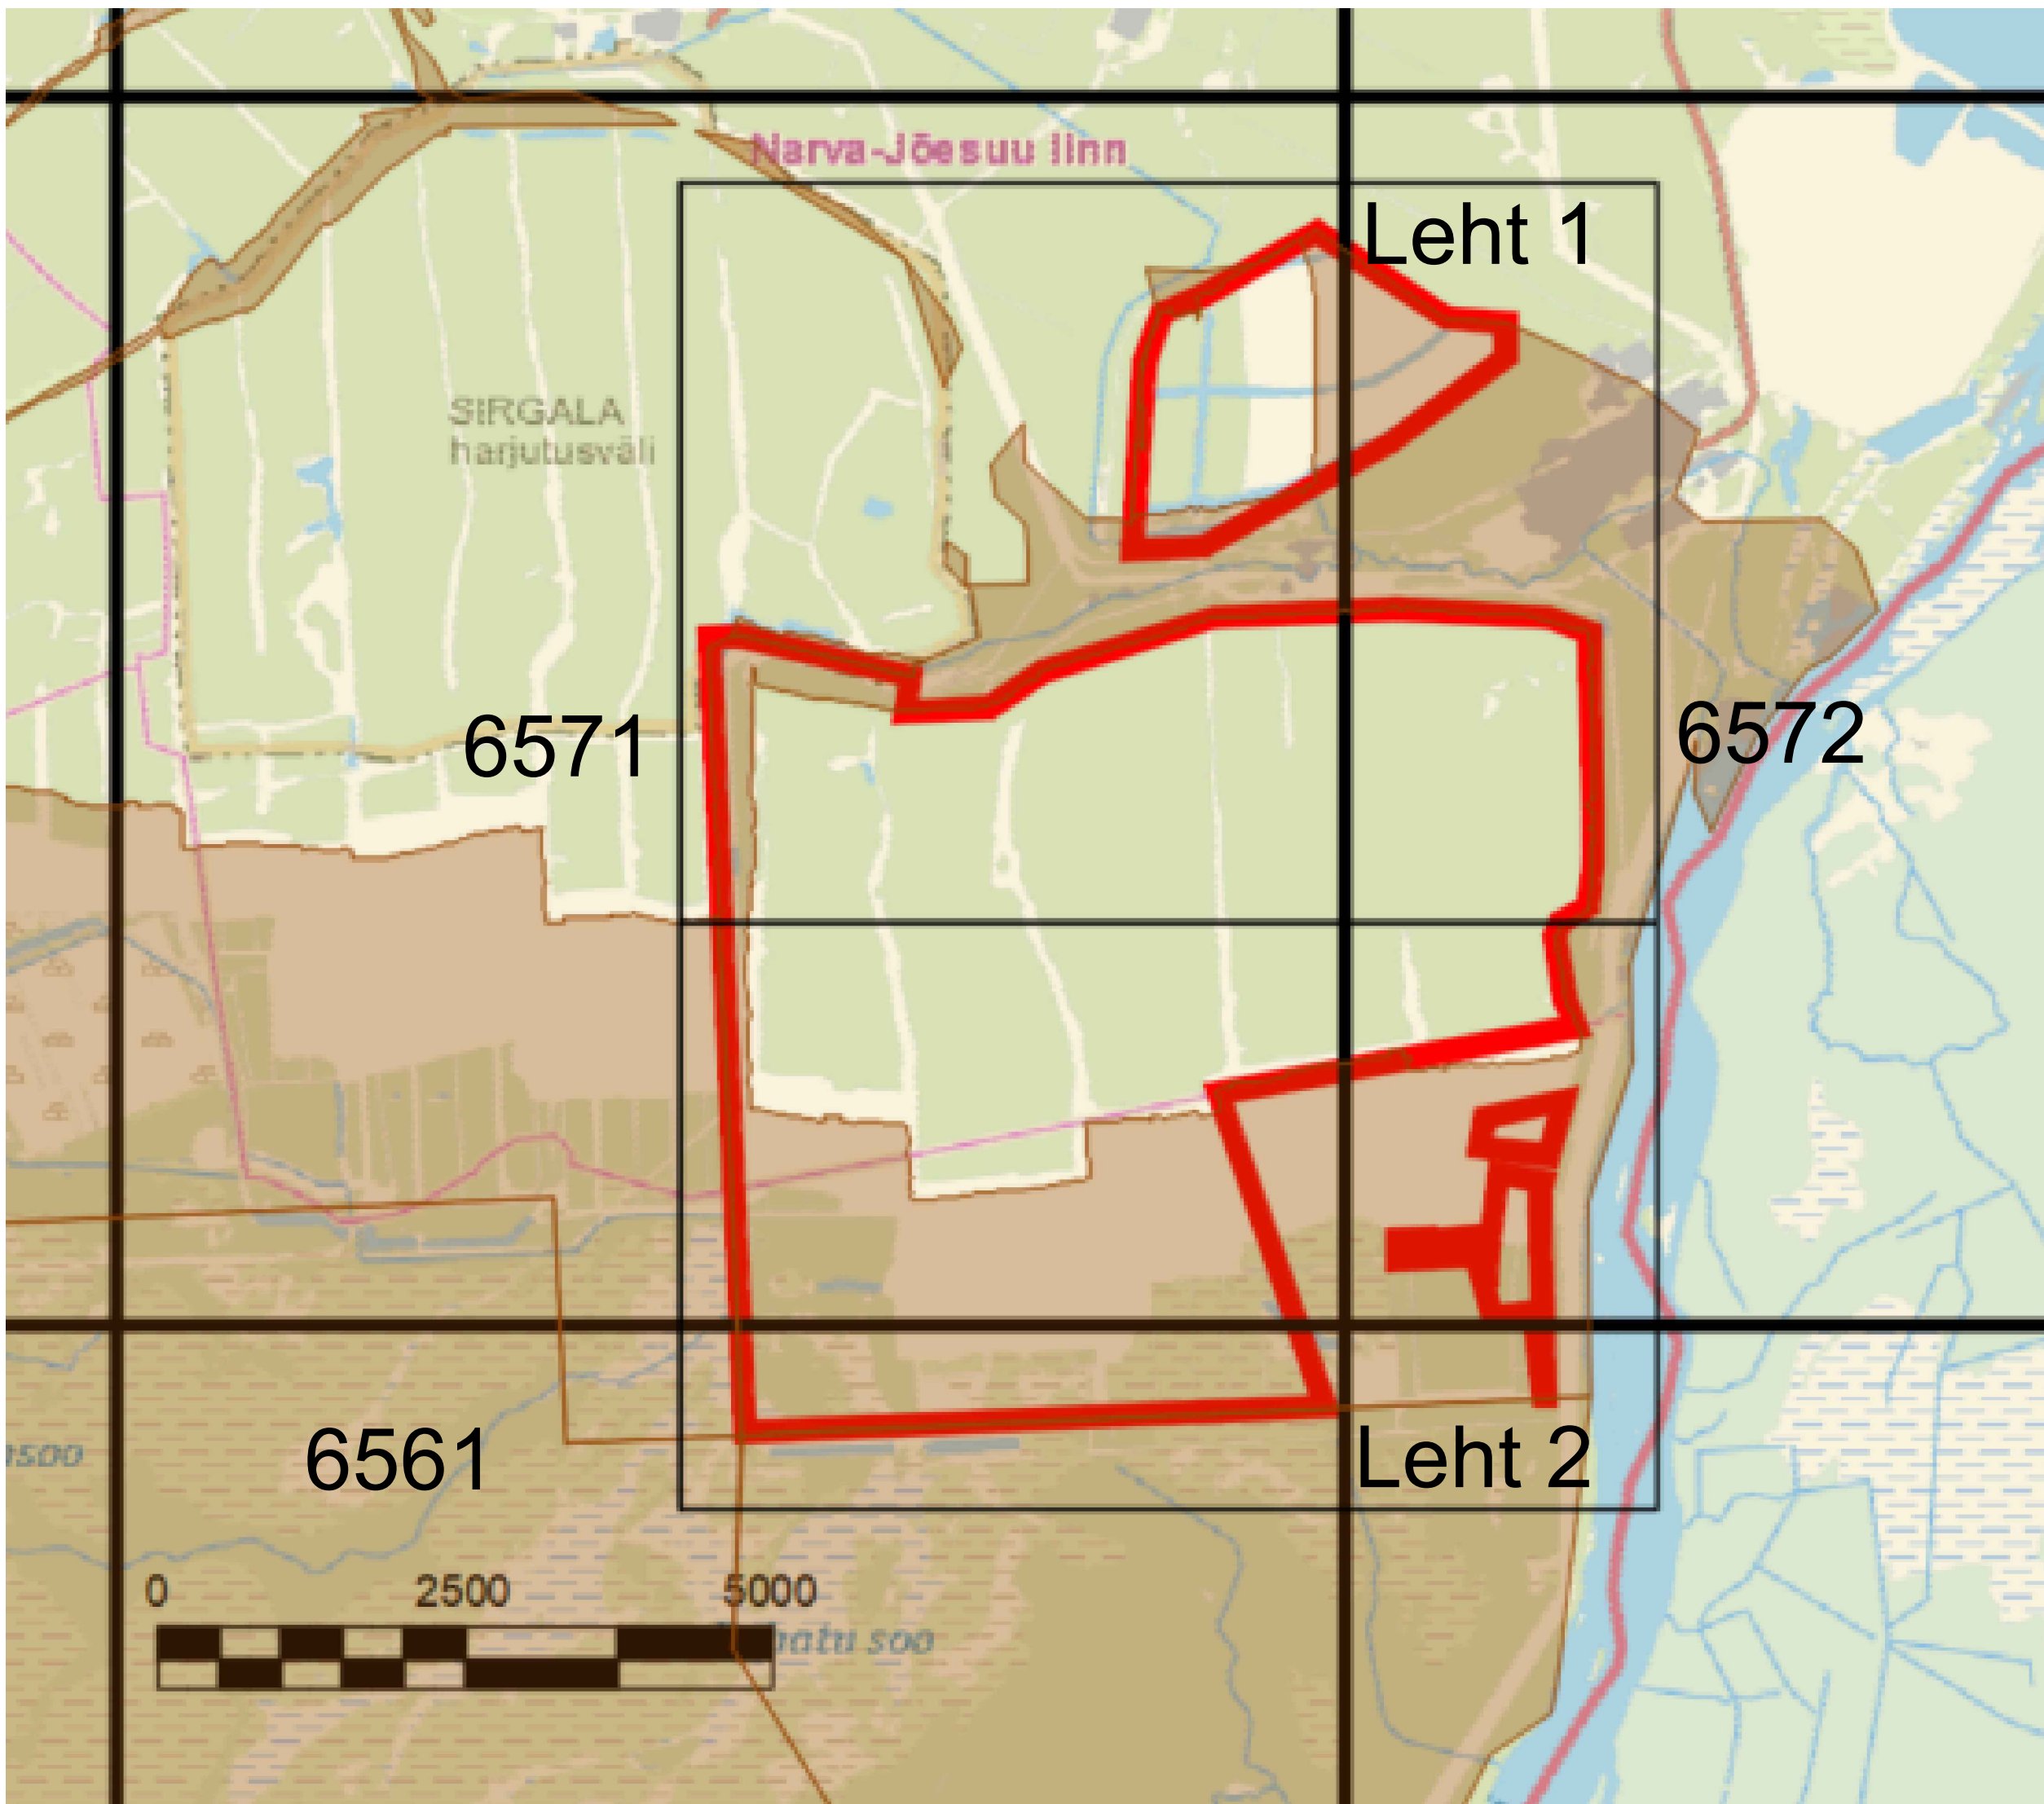 Narva-Jõesuu linn
Leht 1
SIRGALA
harjutusväli
6571
6572
6561
Leht 2
0 2500 5000
soo